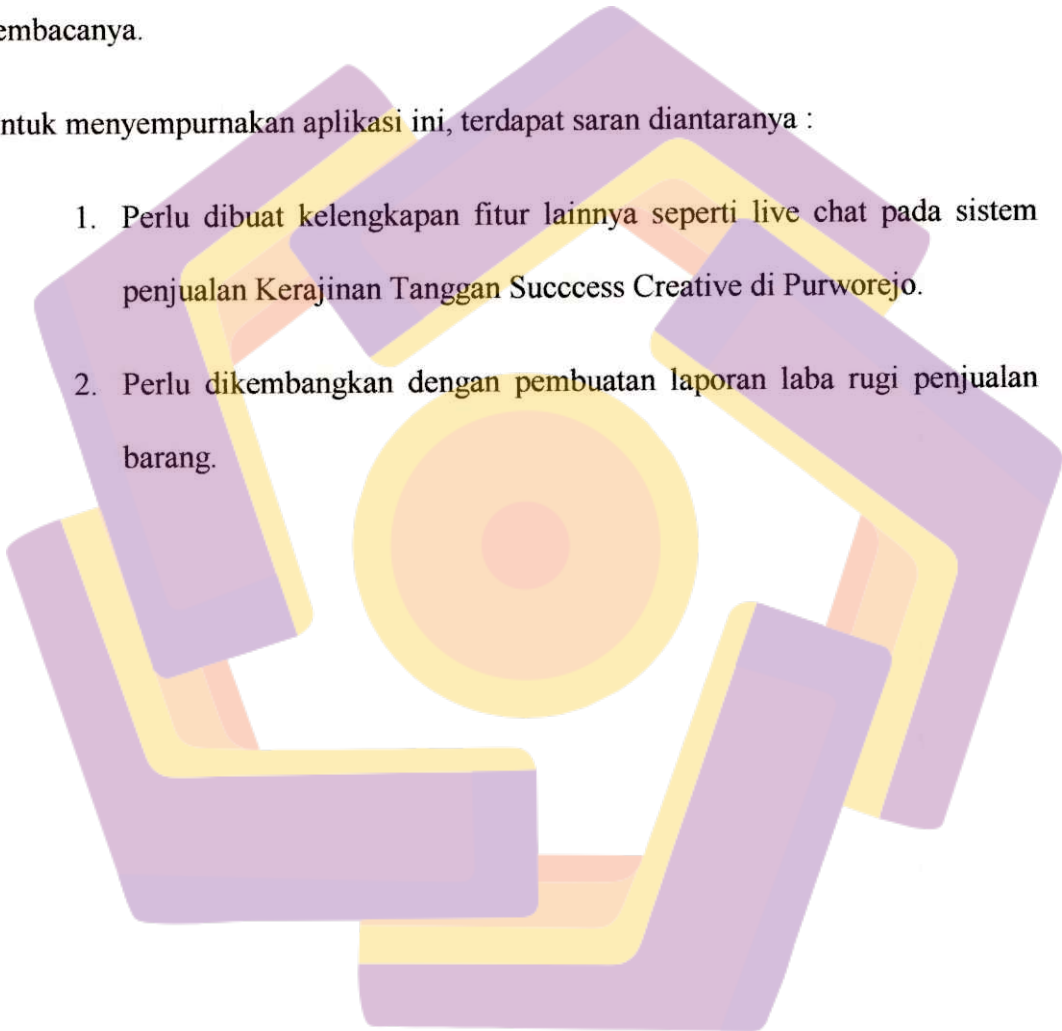 embacanya.
ntuk menyempurnakan aplikasi ini, terdapat saran diantaranya :
1. Perlu dibuat kelengkapan fitur lainnya seperti live chat pada sistem
penjualan Kerajinan Tanggan Succcess Creative di Purworejo.
2. Perlu dikembangkan dengan pembuatan laporan laba rugi penjualan
barang.